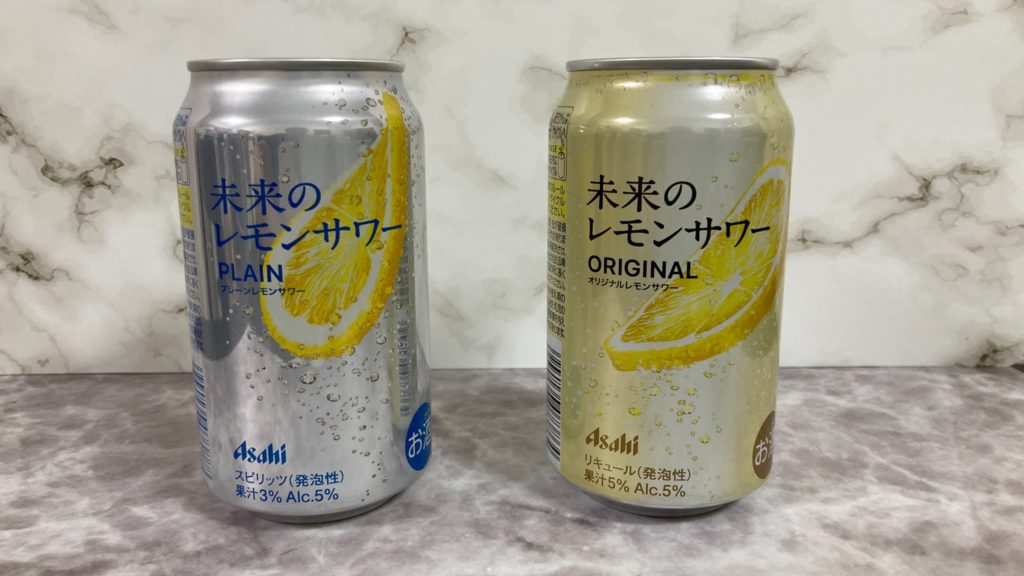 未来の
レモンサワー
PLAIN
プレーンレモンサワー
Asahi
スピリッツ(発泡性)
果汁3% Alc.5%
お酒
未来の
レモンサワー
ORIGINAL
オリジナルレモンサワー
Asahi
リキュール(発泡性)
果汁5% Alc.5%